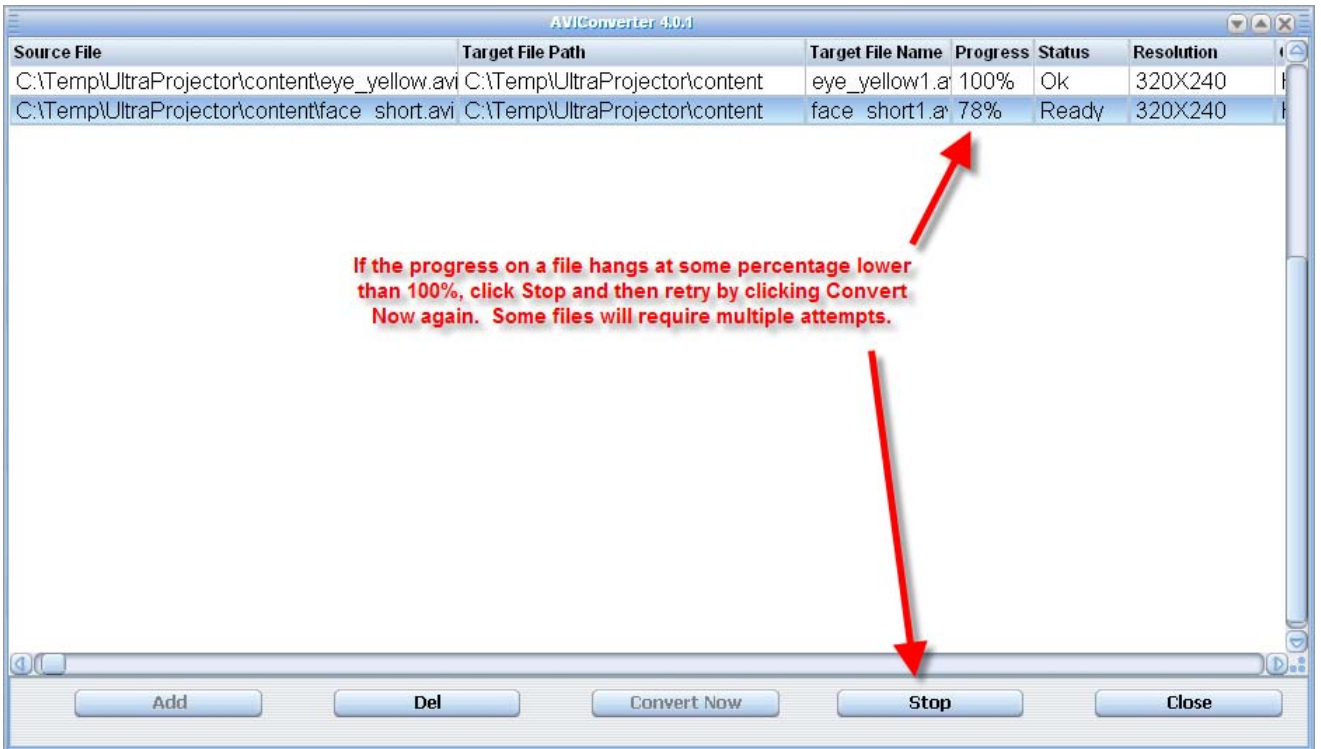 AVIConverter 4.0.1
Source File Target File Path Target File Name Progress Status Resolution
C:\Temp\UltraProjector\content\eye_yellow.avi C:\Temp\UltraProjector\content eye_yellow1.a 100% Ok 320X240
C:\Temp\UltraProjector\content\face_short.avi C:\Temp\UltraProjector\content face_short1.a 78% Ready 320X240
If the progress on a file hangs at some percentage lower
than 100%, click Stop and then retry by clicking Convert
Now again. Some files will require multiple attempts.
Add Del Convert Now Stop Close